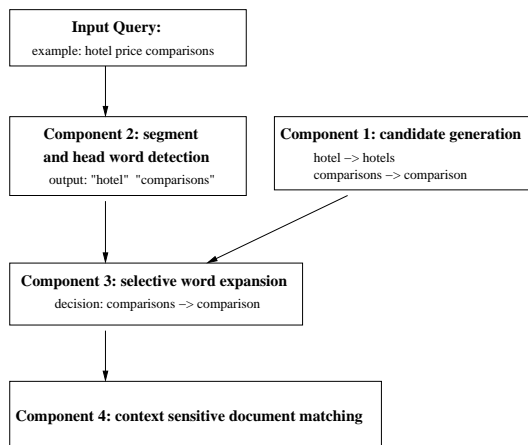 Input Query:
example: hotel price comparisons
Component 2: segment
and head word detection
output: "hotel" "comparisons"
Component 1: candidate generation
hotel −> hotels
comparisons −> comparison
Component 3: selective word expansion
decision: comparisons −> comparison
Component 4: context sensitive document matching